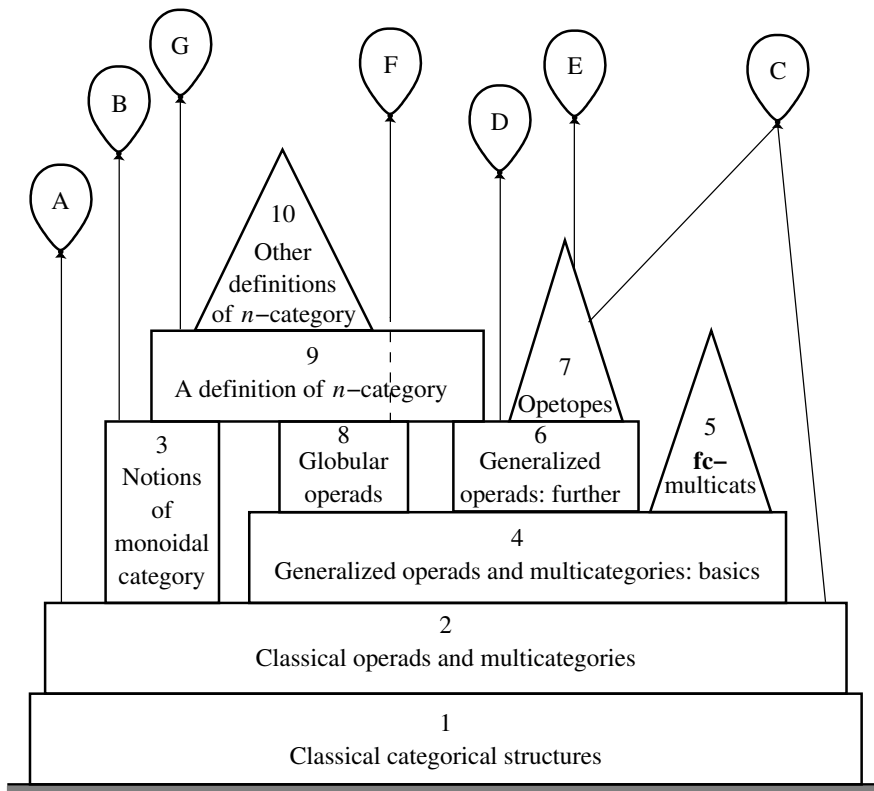 G
F
E
C
B
D
A
10
Other
definitions
of n−category
9
A definition of n−category
7
Opetopes
3
Notions
of
monoidal
category
8
Globular
operads
6
Generalized
operads: further
5
fc−
multicats
4
Generalized operads and multicategories: basics
2
Classical operads and multicategories
1
Classical categorical structures